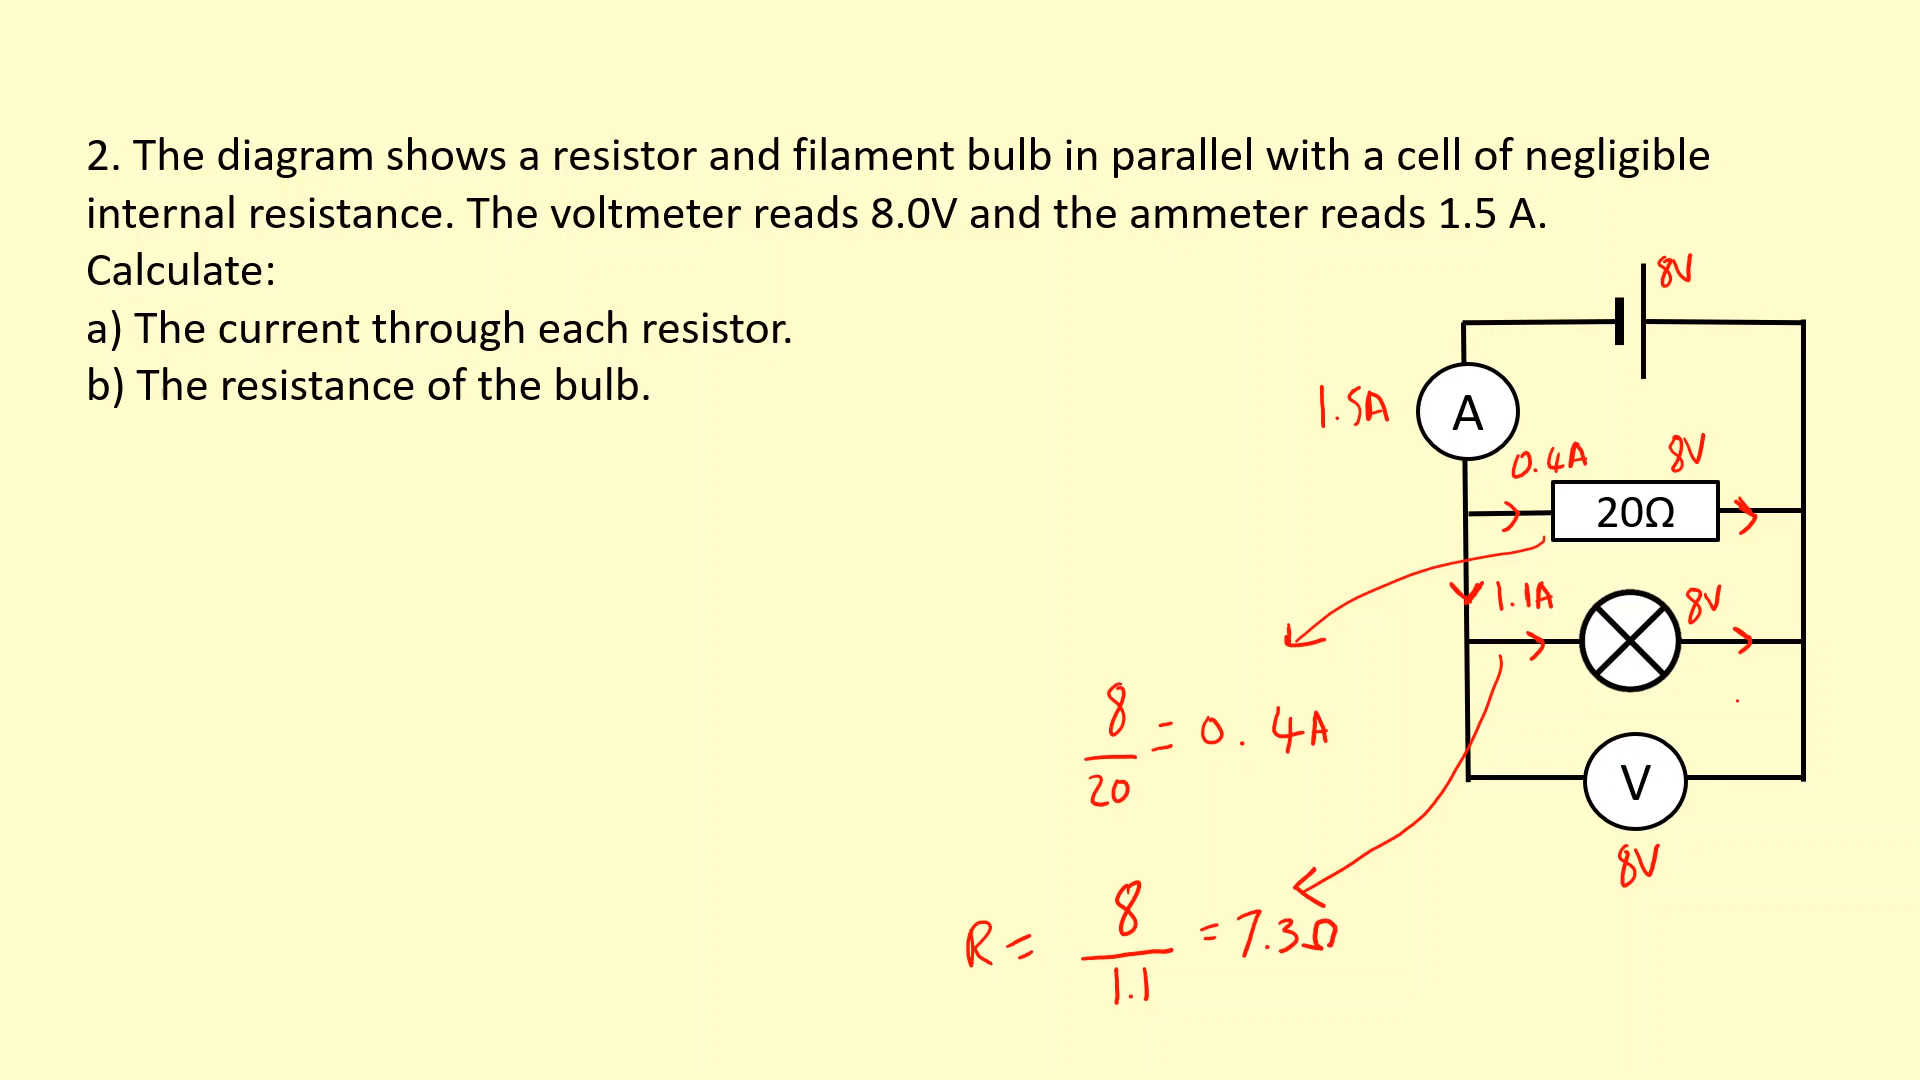 2. The diagram shows a resistor and filament bulb in parallel with a cell of negligible
internal resistance. The voltmeter reads 8.0V and the ammeter reads 1.5 A.
Calculate:
a) The current through each resistor.
b) The resistance of the bulb.
8V
1.5A
A
0.4A
8V
20Ω
1.1A
8V
8
20
= 0.4A
V
8V
R =
8
1.1
= 7.3Ω